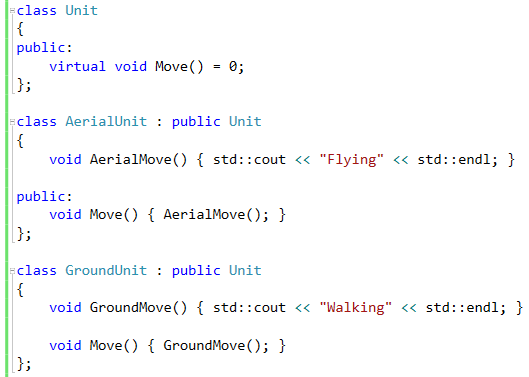 class Unit
{
public:
    virtual void Move() = 0;
};
class AerialUnit : public Unit
{
    void AerialMove() { std::cout << "Flying" << std::endl; }
public:
    void Move() { AerialMove(); }
};
class GroundUnit : public Unit
{
    void GroundMove() { std::cout << "Walking" << std::endl; }
    void Move() { GroundMove(); }
};